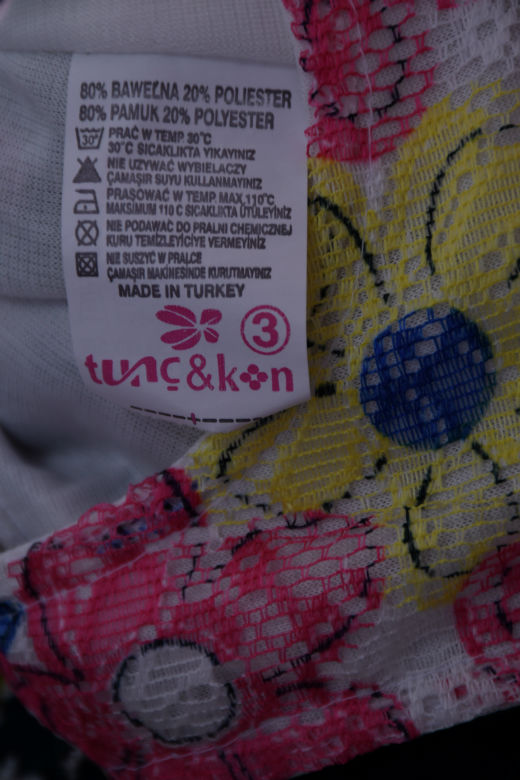 80% BAWEŁNA 20% POLIESTER
80% PAMUK 20% POLYESTER
30° PRAĆ W TEMP 30°C
30°C SICAKLIKTA YIKAYINIZ
NIE UZYWAĆ WYBIELACZY
ÇAMAŞIR SUYU KULLANMAYINIZ
PRASOWAĆ W TEMP MAX 110°C
MAKSIMUM 110 C SICAKLIKTA ÜTÜLEYİNİZ
NIE PODAWAĆ DO PRALNI CHEMICZNEJ
KURU TEMİZLEYİCİYE VERMEYİNİZ
NIE SUSZYĆ W PRALCE
ÇAMAŞIR MAKİNESİNDE KURUTMAYINIZ
MADE IN TURKEY
3
tunç&kon